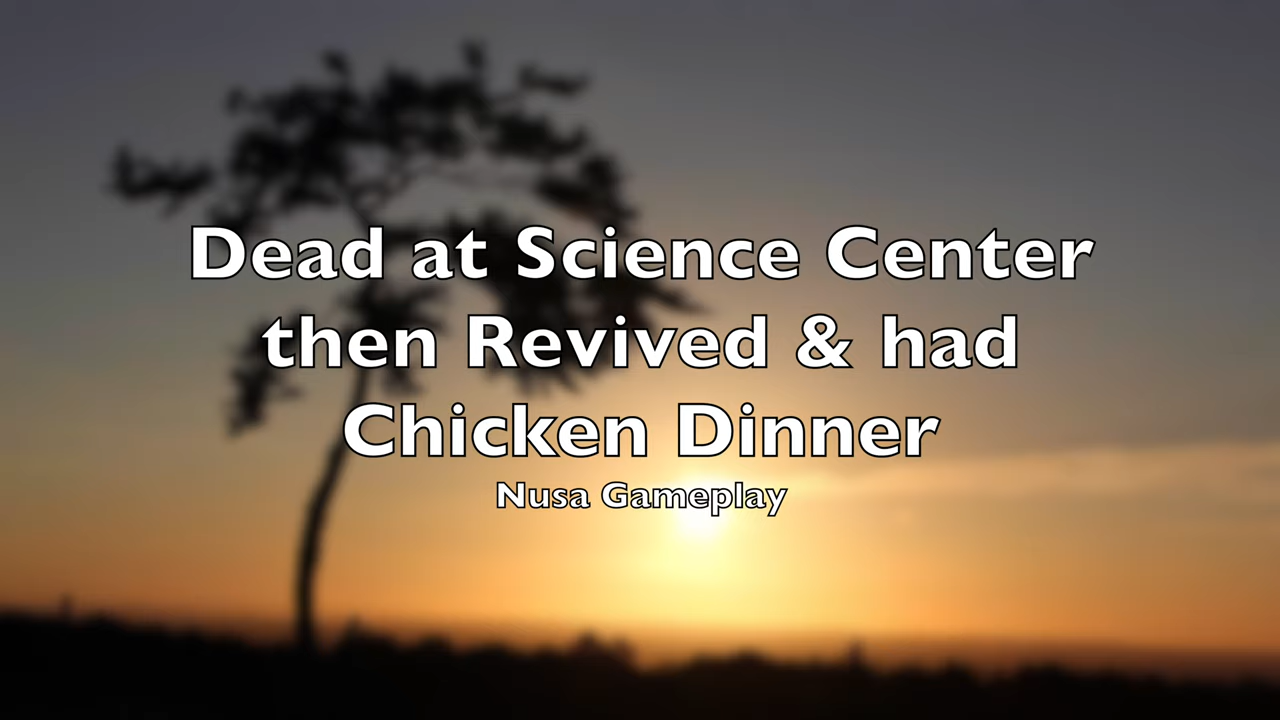 Dead at Science Center
then Revived & had
Chicken Dinner
Nusa Gameplay